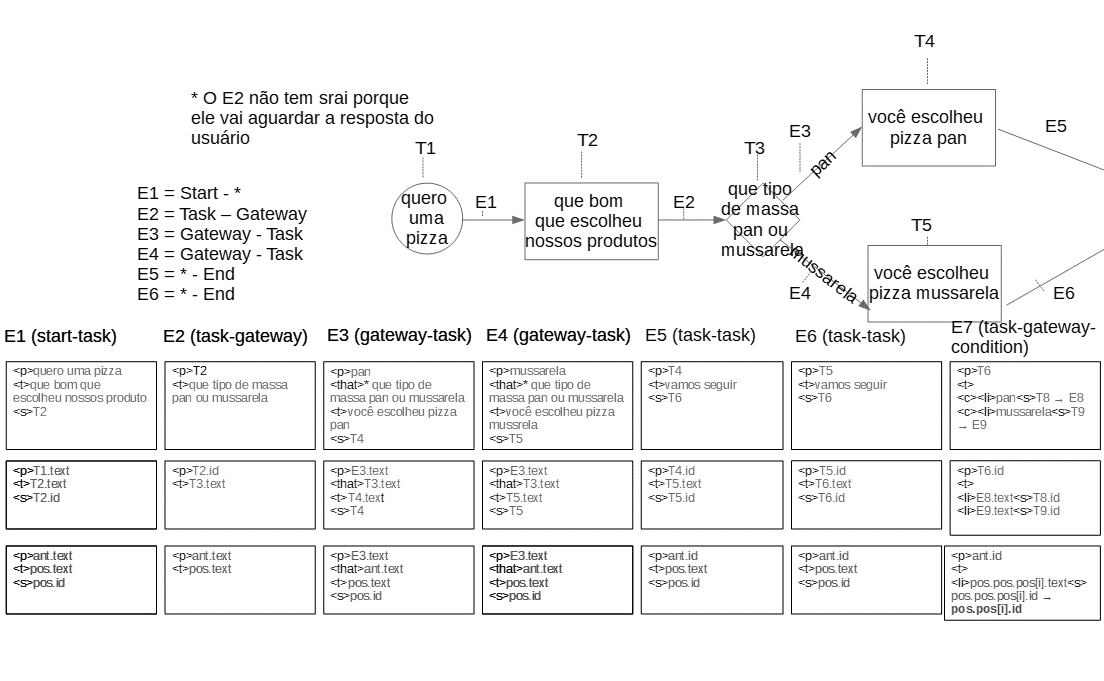 T4
* O E2 não tem srai porque
ele vai aguardar a resposta do
usuário
T1
T2
T3
E3
E5
pan
você escolheu
pizza pan
E1 = Start - *
E2 = Task – Gateway
E3 = Gateway - Task
E4 = Gateway - Task
E5 = * - End
E6 = * - End
quero
uma
pizza
E1
que bom
que escolheu
nossos produtos
E2
que tipo
de massa
pan ou
mussarela
mussarela
E4
T5
você escolheu
pizza mussarela
E6
E1 (start-task)
E2 (task-gateway)
E3 (gateway-task)
E4 (gateway-task)
E5 (task-task)
E6 (task-task)
E7 (task-gateway-
condition)
<p>quero uma pizza
<t>que bom que
escolheu nossos produto
<s>T2
<p>T2
<t>que tipo de massa
pan ou mussarela
<p>pan
<that>* que tipo de
massa pan ou mussarela
<t>você escolheu pizza
pan
<s>T4
<p>mussarela
<that>* que tipo de
massa pan ou mussarela
<t>você escolheu pizza
mussrela
<s>T5
<p>T4
<t>vamos seguir
<s>T6
<p>T5
<t>vamos seguir
<s>T6
<p>T6
<t>
<c><li>pan<s>T8 → E8
<c><li>mussarela<s>T9
→ E9
<p>T1.text
<t>T2.text
<s>T2.id
<p>T2.id
<t>T3.text
<p>E3.text
<that>T3.text
<t>T4.text
<s>T4
<p>E3.text
<that>T3.text
<t>T5.text
<s>T5
<p>T4.id
<t>T5.text
<s>T5.id
<p>T5.id
<t>T6.text
<s>T6.id
<p>T6.id
<t>
<li>E8.text<s>T8.id
<li>E9.text<s>T9.id
<p>ant.text
<t>pos.text
<s>pos.id
<p>ant.text
<t>pos.text
<p>E3.text
<that>ant.text
<t>pos.text
<s>pos.id
<p>E3.text
<that>ant.text
<t>pos.text
<s>pos.id
<p>ant.id
<t>pos.text
<s>pos.id
<p>ant.id
<t>pos.text
<s>pos.id
<p>ant.id
<t>
<li>pos.pos.pos[i].text<s>
pos.pos.pos[i].id →
pos.pos[i].id